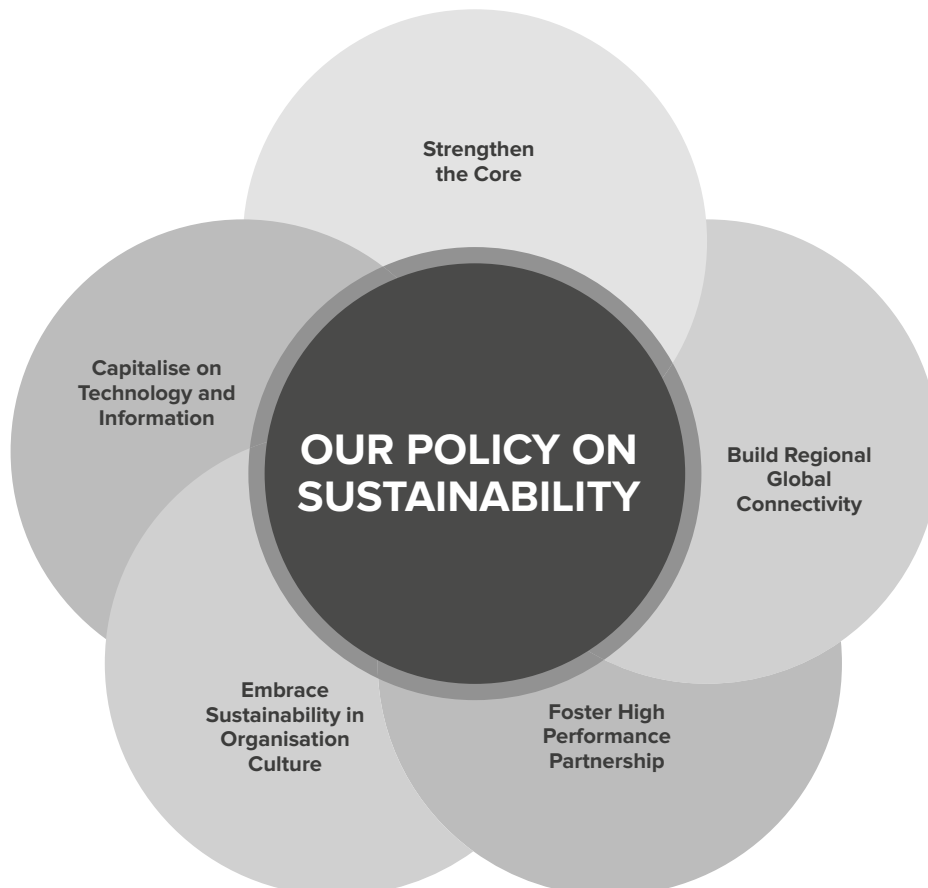 Strengthen
the Core
Capitalise on
Technology and
Information
OUR POLICY ON
SUSTAINABILITY
Build Regional
Global
Connectivity
Embrace
Sustainability in
Organisation
Culture
Foster High
Performance
Partnership